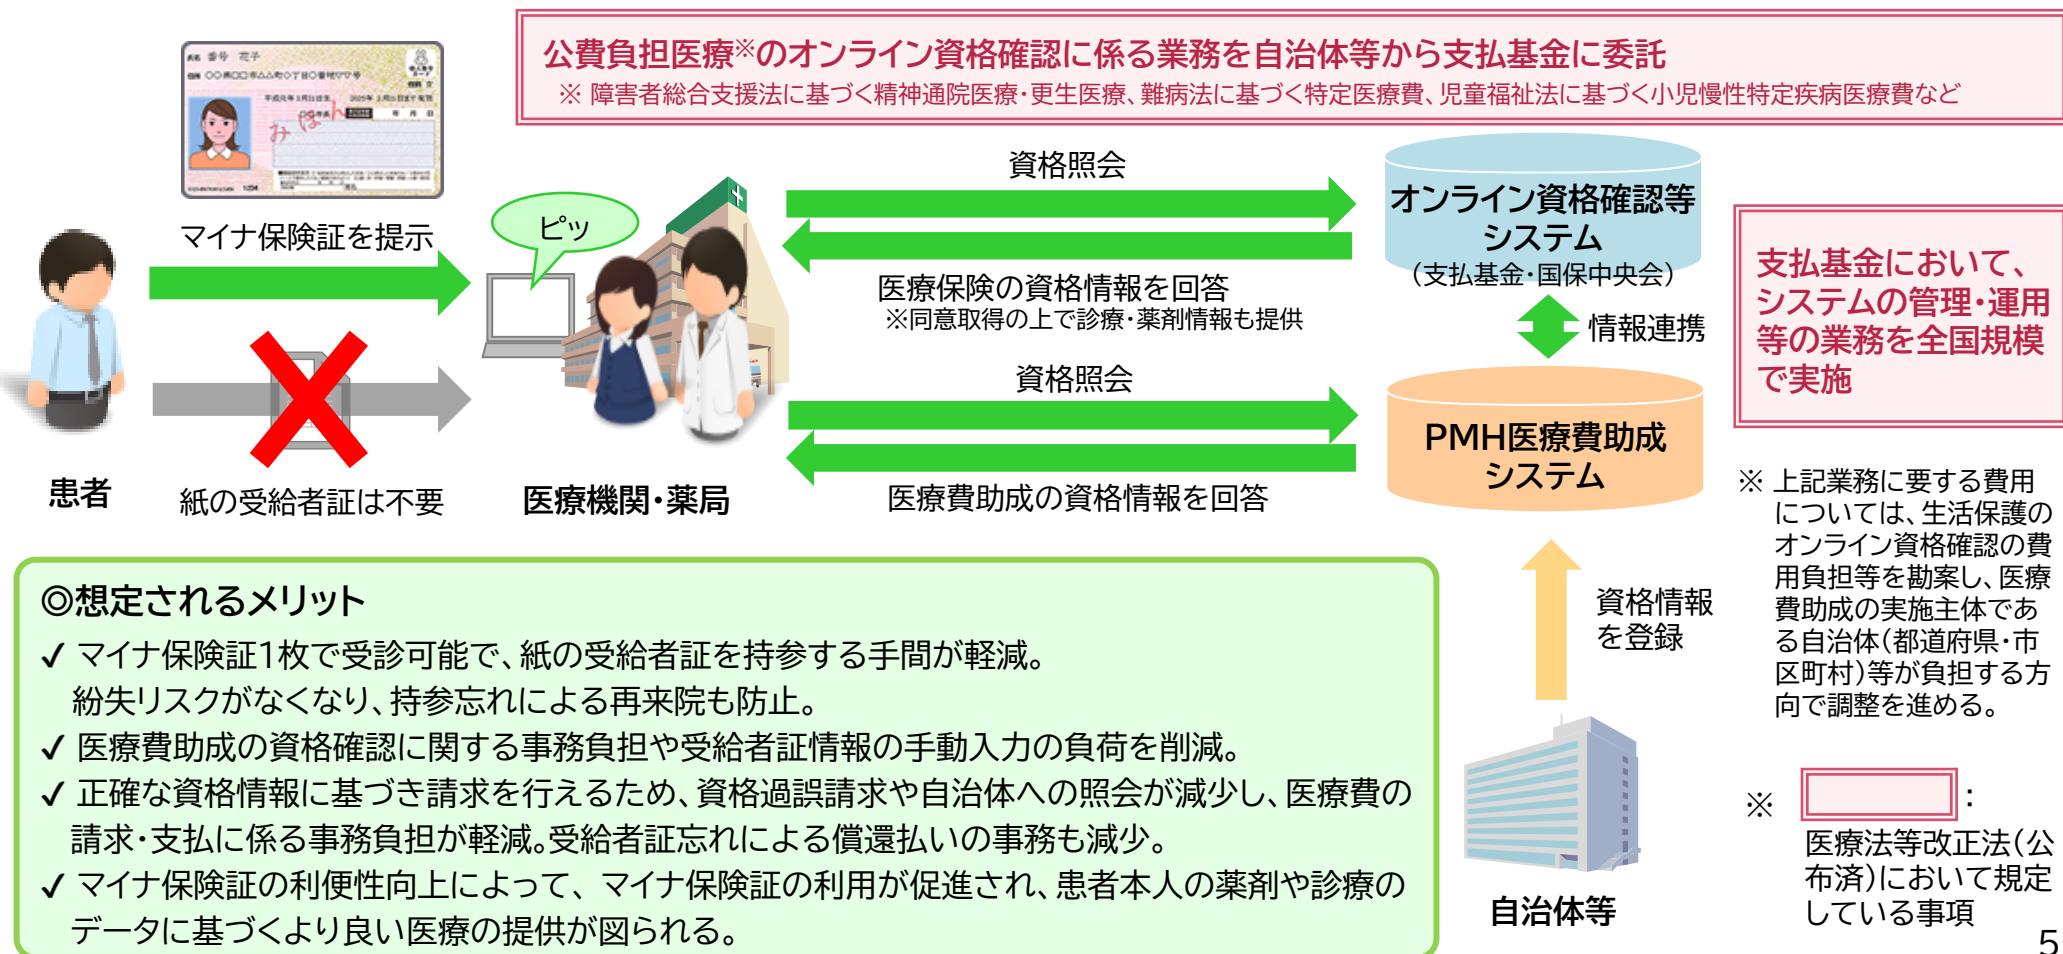 公費負担医療※のオンライン資格確認に係る業務を自治体等から支払基金に委託
※ 障害者総合支援法に基づく精神通院医療・更生医療、難病法に基づく特定医療費、児童福祉法に基づく小児慢性特定疾病医療費など
氏名 番号 花子
平成元年3月31日生
2025年
みほん
1234
マイナ保険証を提示
ピッ
資格照会
オンライン資格確認等
システム
（支払基金・国保中央会）
医療保険の資格情報を回答
※同意取得の上で診療・薬剤情報も提供
情報連携
支払基金において、
システムの管理・運用
等の業務を全国規模
で実施
資格照会
PMH医療費助成
システム
医療費助成の資格情報を回答
患者
紙の受給者証は不要
医療機関・薬局
※ 上記業務に要する費用
については、生活保護の
オンライン資格確認の費
用負担等を勘案し、医療
費助成の実施主体であ
る自治体（都道府県・市
区町村）等が負担する方
向で調整を進める。
資格情報
を登録
自治体等
◎想定されるメリット
✓ マイナ保険証1枚で受診可能で、紙の受給者証を持参する手間が軽減。
紛失リスクがなくなり、持参忘れによる再来院も防止。
✓ 医療費助成の資格確認に関する事務負担や受給者証情報の手動入力の負荷を削減。
✓ 正確な資格情報に基づき請求を行えるため、資格過誤請求や自治体への照会が減少し、医療費の
請求・支払に係る事務負担が軽減。受給者証忘れによる償還払いの事務も減少。
✓ マイナ保険証の利便性向上によって、マイナ保険証の利用が促進され、患者本人の薬剤や診療の
データに基づくより良い医療の提供が図られる。
※ ：
医療法等改正法（公
布済）において規定
している事項
5